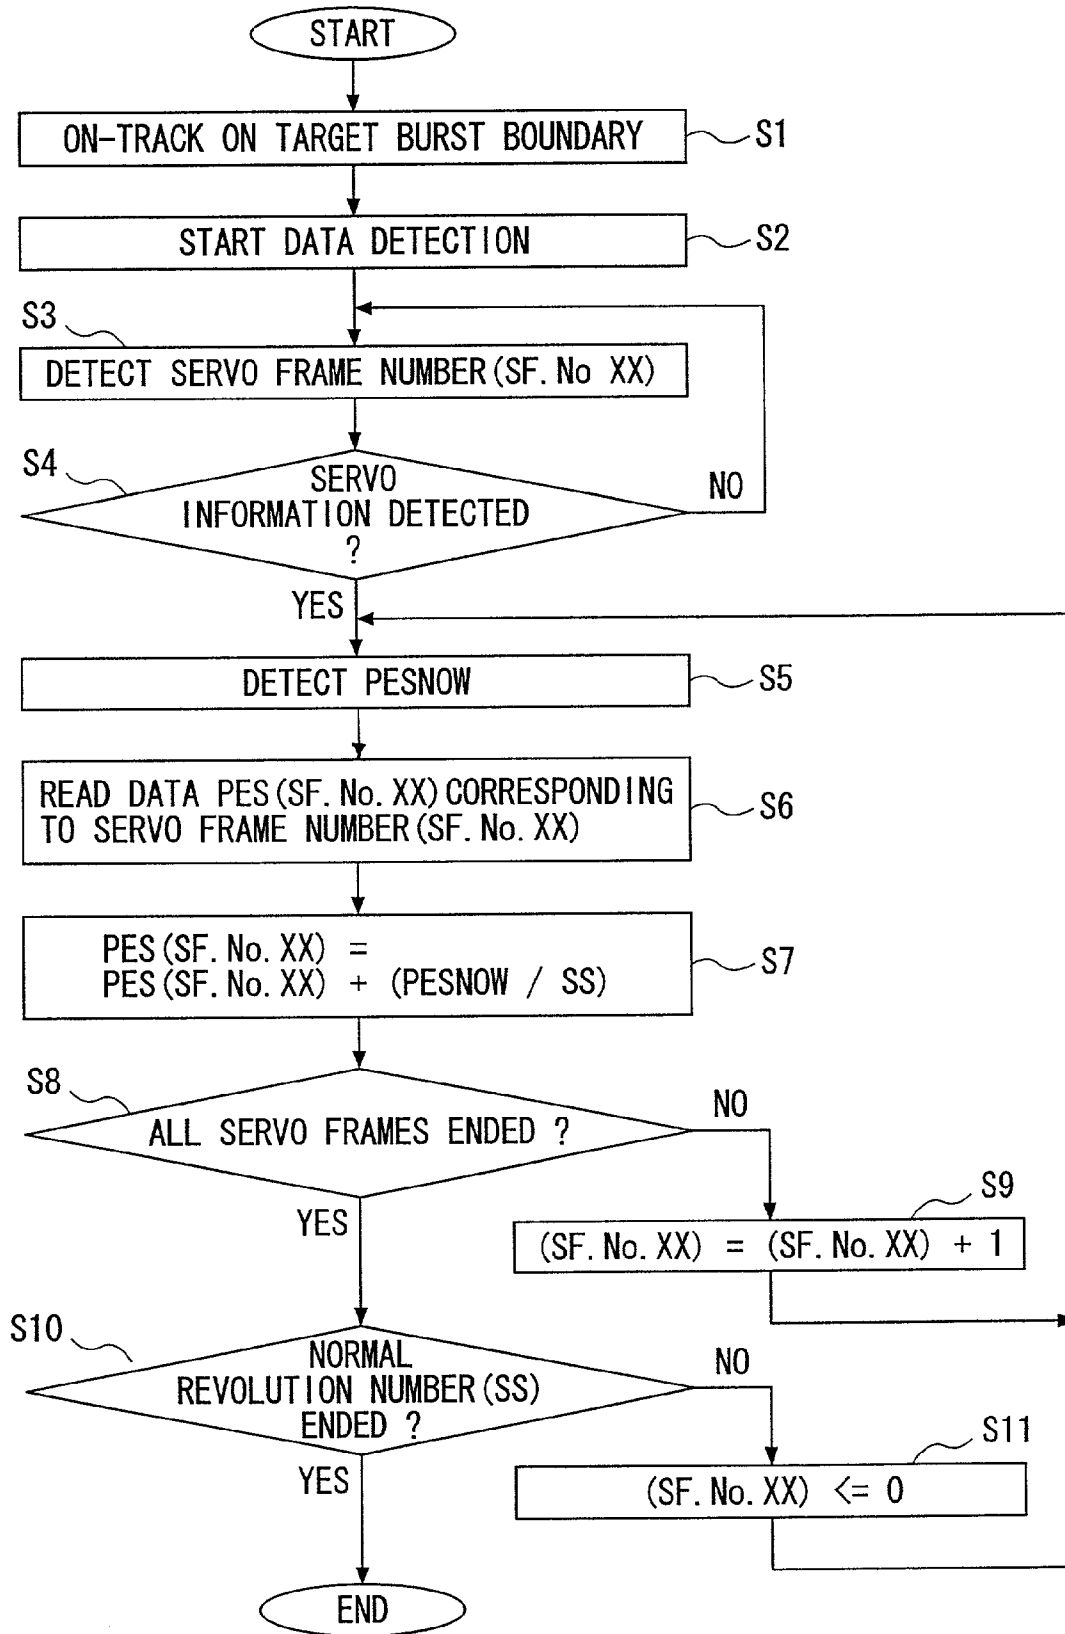 START
ON-TRACK ON TARGET BURST BOUNDARY
S1
START DATA DETECTION
S2
S3
DETECT SERVO FRAME NUMBER(SF. No XX)
S4
SERVO
INFORMATION DETECTED
?
NO
YES
DETECT PESNOW
S5
READ DATA PES(SF. No. XX)CORRESPONDING
TO SERVO FRAME NUMBER(SF. No. XX)
S6
PES(SF. No. XX) =
PES(SF. No. XX) + (PESNOW / SS)
S7
S8
ALL SERVO FRAMES ENDED ?
NO
YES
S9
(SF. No. XX) = (SF. No. XX) + 1
S10
NORMAL
REVOLUTION NUMBER(SS)
ENDED ?
NO
YES
S11
(SF. No. XX) <= 0
END